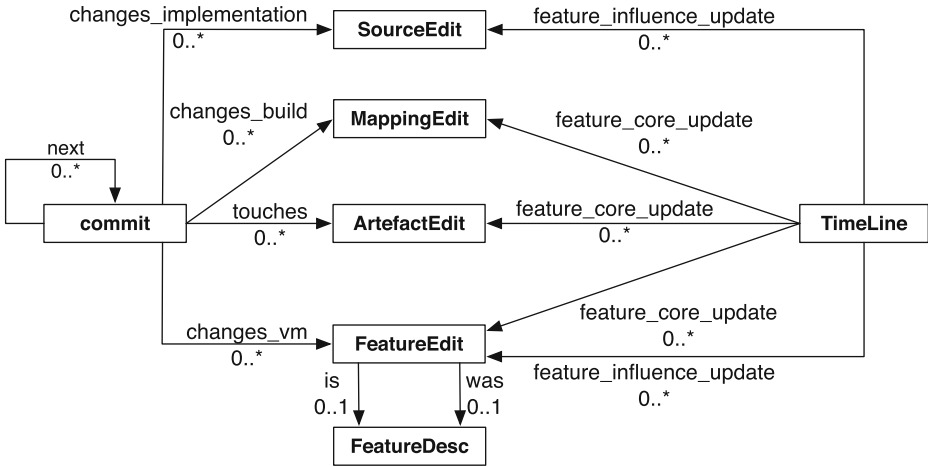 changes_implementation
0..*
SourceEdit
feature_influence_update
0..*
changes_build
0..*
MappingEdit
feature_core_update
0..*
next
0..*
commit
touches
0..*
ArtefactEdit
feature_core_update
0..*
TimeLine
changes_vm
0..*
FeatureEdit
feature_core_update
0..*
feature_influence_update
0..*
is
0..1
was
0..1
FeatureDesc